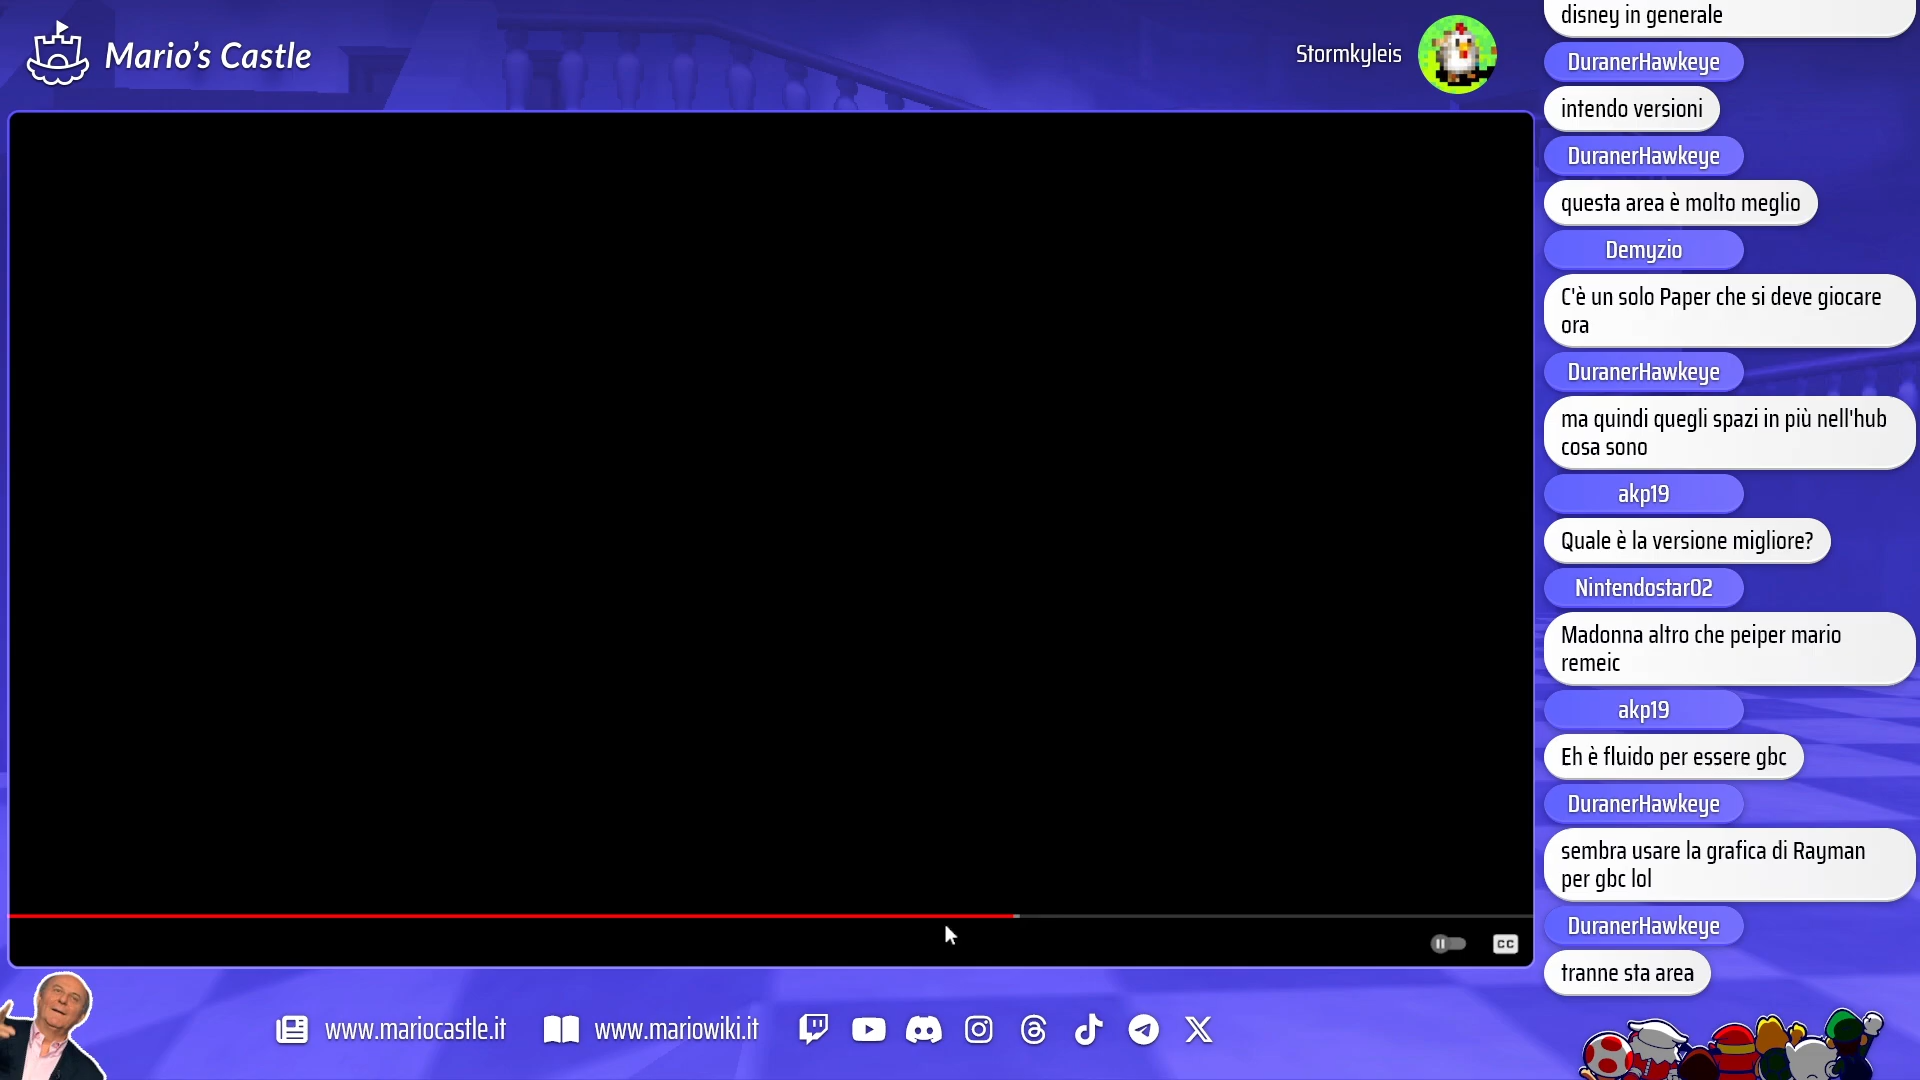 Mario's Castle
Stormkyleis
disney in generale
DuranerHawkeye
intendo versioni
DuranerHawkeye
questa area è molto meglio
Demyzio
C'è un solo Paper che si deve giocare
ora
DuranerHawkeye
ma quindi quegli spazi in più nell'hub
cosa sono
akp19
Quale è la versione migliore?
Nintendostar02
Madonna altro che peiper mario
remeic
akp19
Eh è fluido per essere gbc
DuranerHawkeye
sembra usare la grafica di Rayman
per gbc lol
DuranerHawkeye
tranne sta area
CC
www.mariocastle.it
www.mariowiki.it